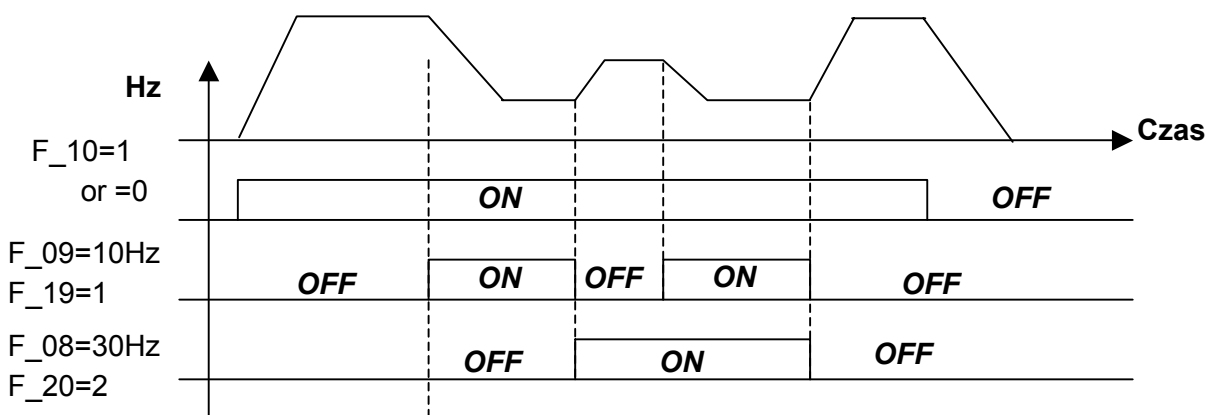 Hz
Czas
F_10=1
or =0
ON OFF
F_09=10Hz
F_19=1
OFF ON OFF ON OFF
F_08=30Hz
F_20=2
OFF ON OFF